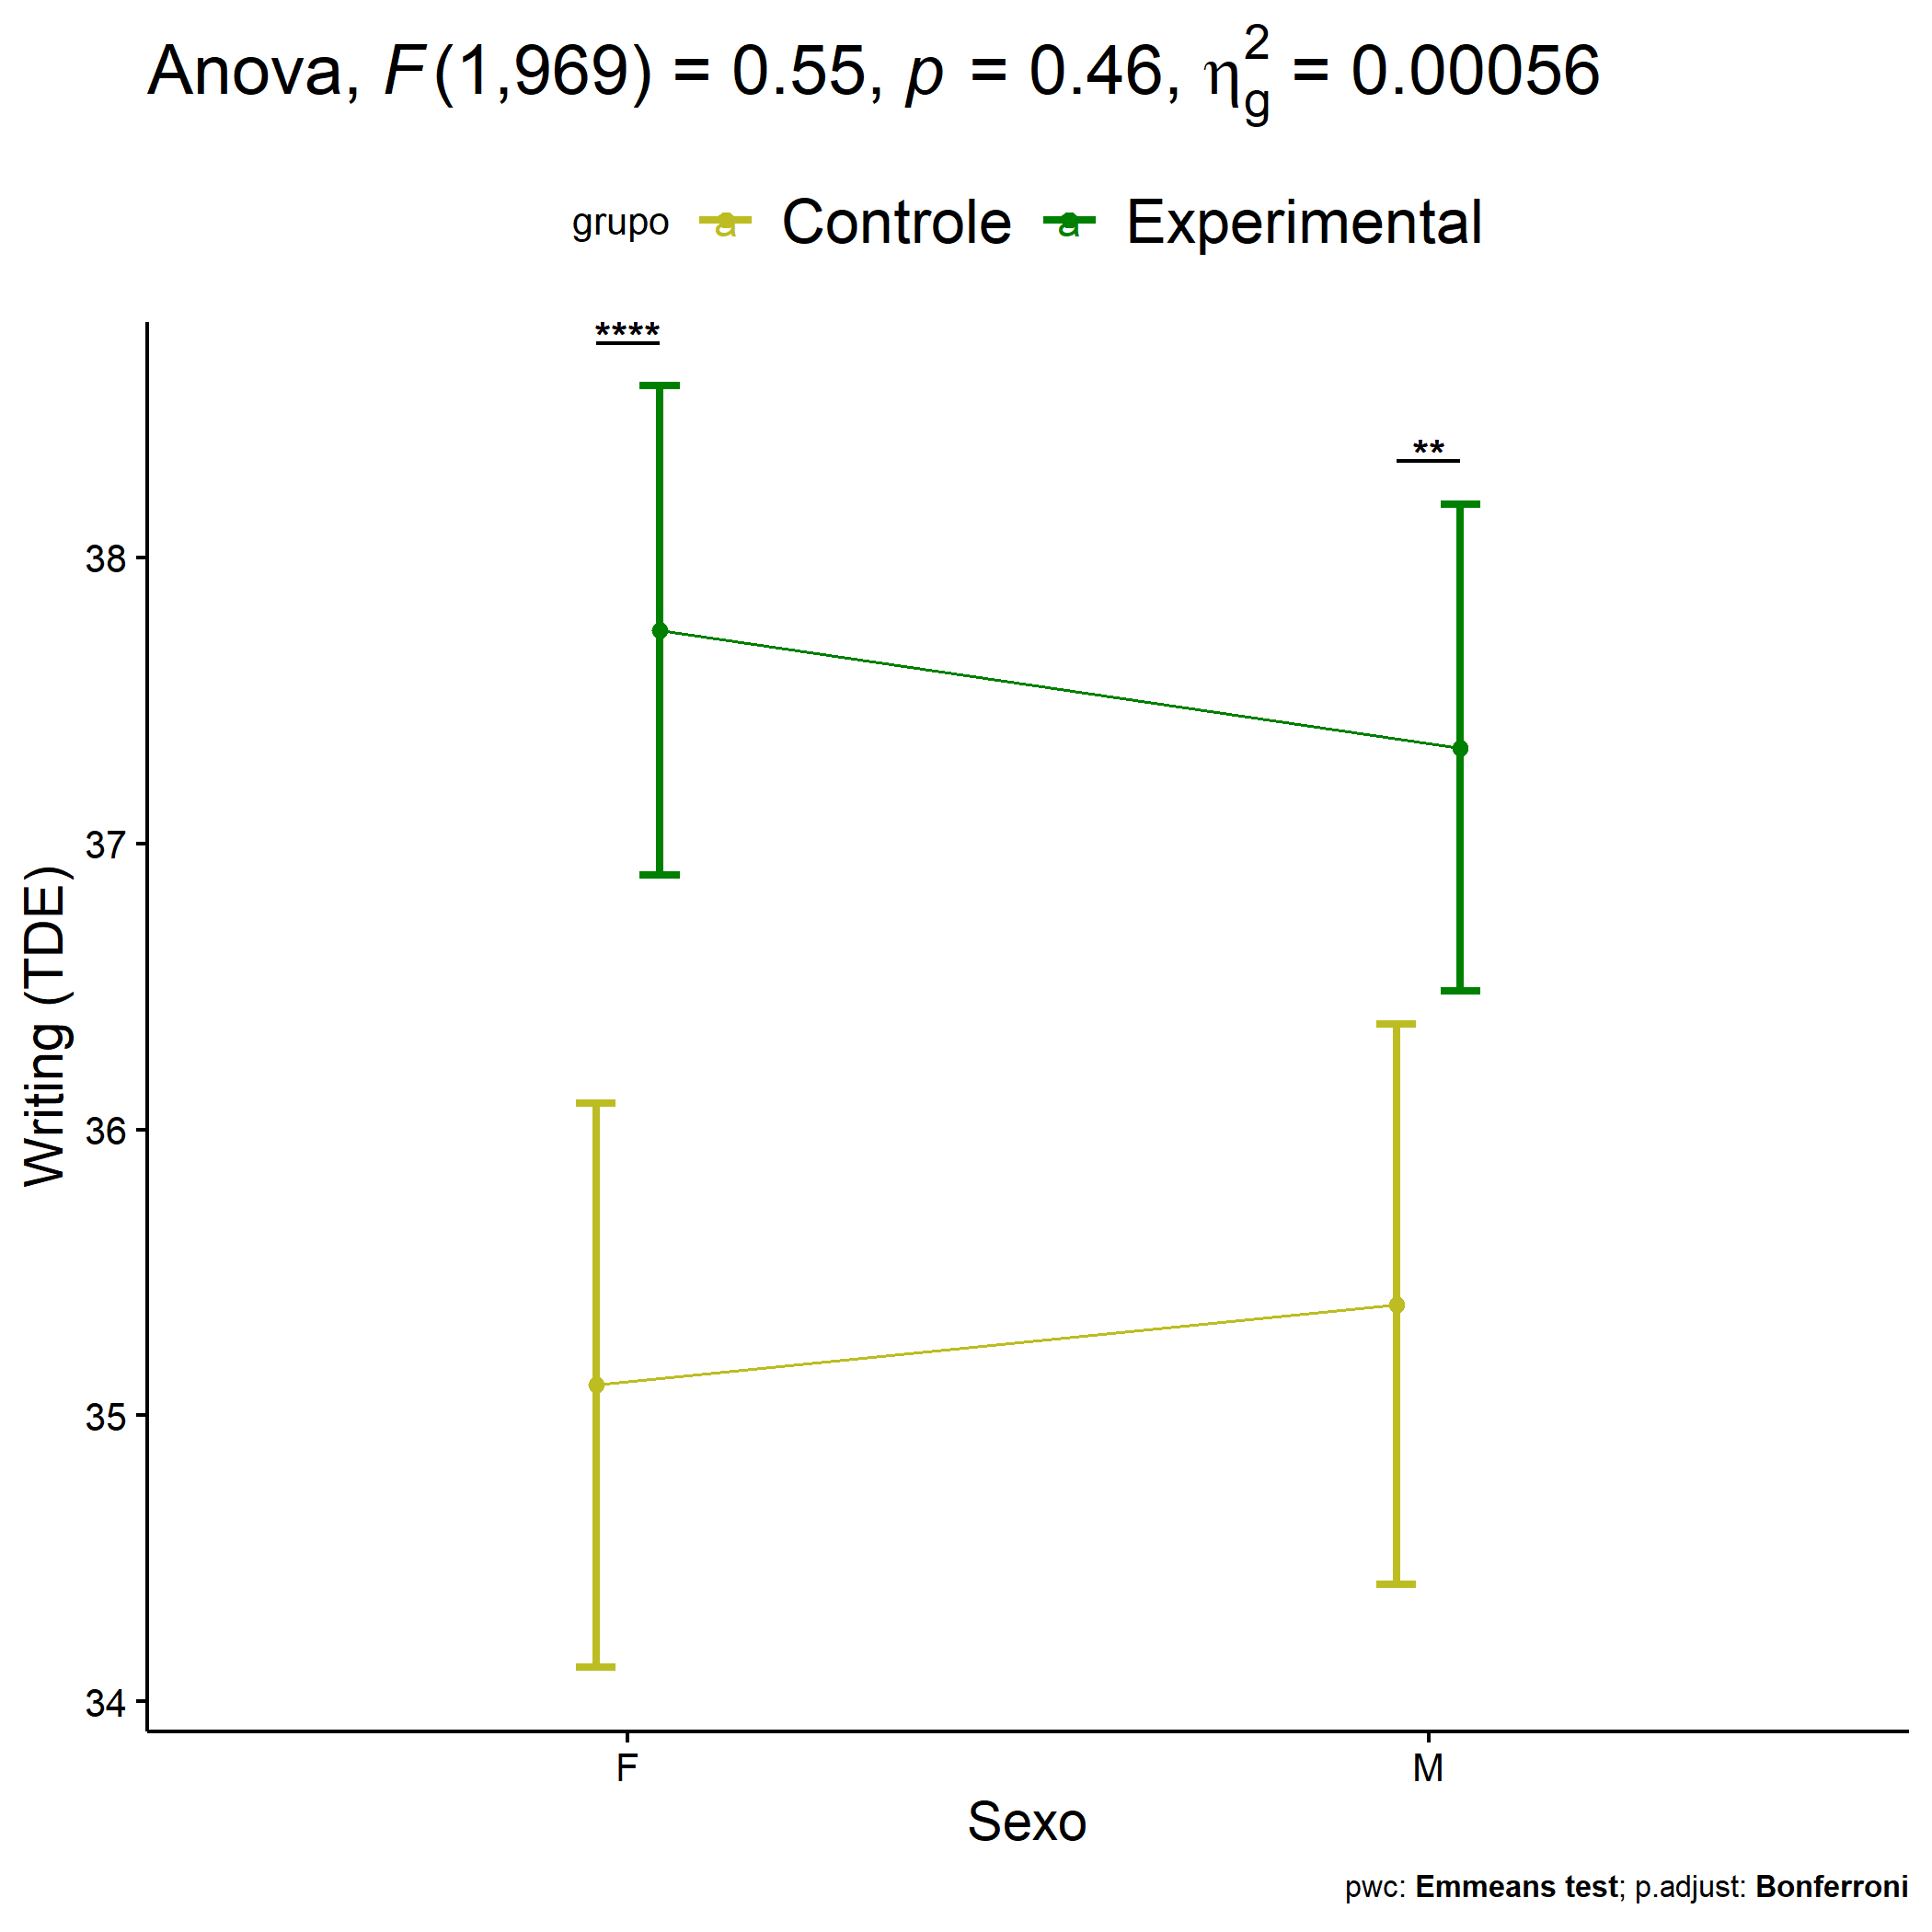 Anova, F(1,969) = 0.55, p = 0.46, η²g = 0.00056
grupo a Controle a Experimental
****
**
38
37
36
35
34
Writing (TDE)
F M
Sexo
pwc: Emmeans test; p.adjust: Bonferroni